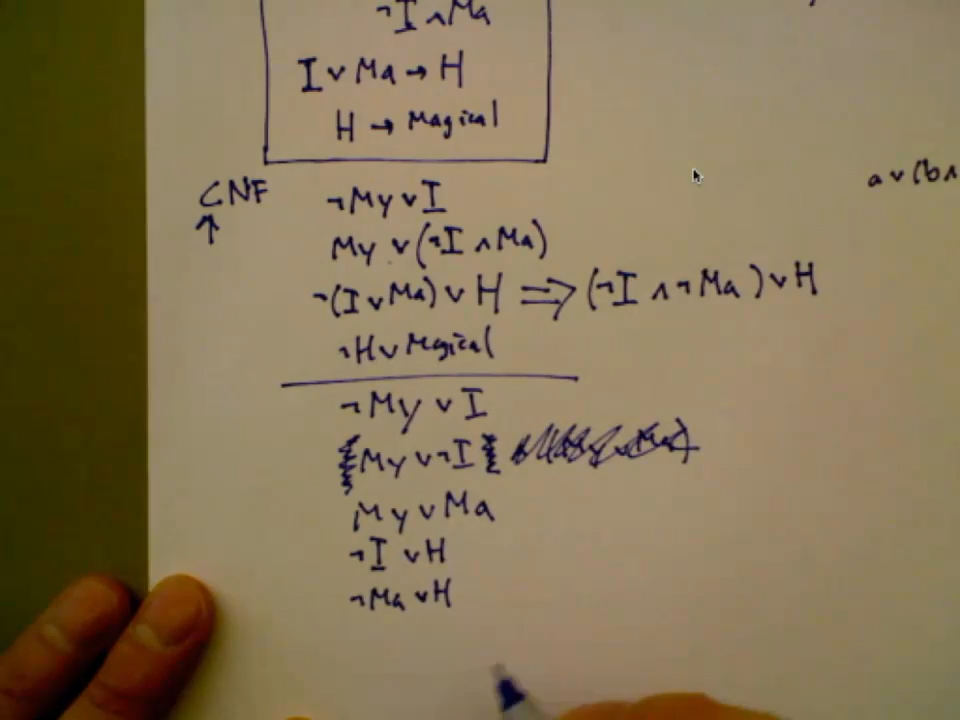 ¬I ∧ Ma
I ∨ Ma → H
H → Magical
CNF ¬My ∨ I
a ∨ (b ∧
My ∨ (¬I ∧ Ma)
¬(I ∨ Ma) ∨ H ⇒ (¬I ∧ ¬Ma) ∨ H
¬H ∨ Magical
¬My ∨ I
My ∨ ¬I
My ∨ Ma
¬I ∨ H
¬Ma ∨ H